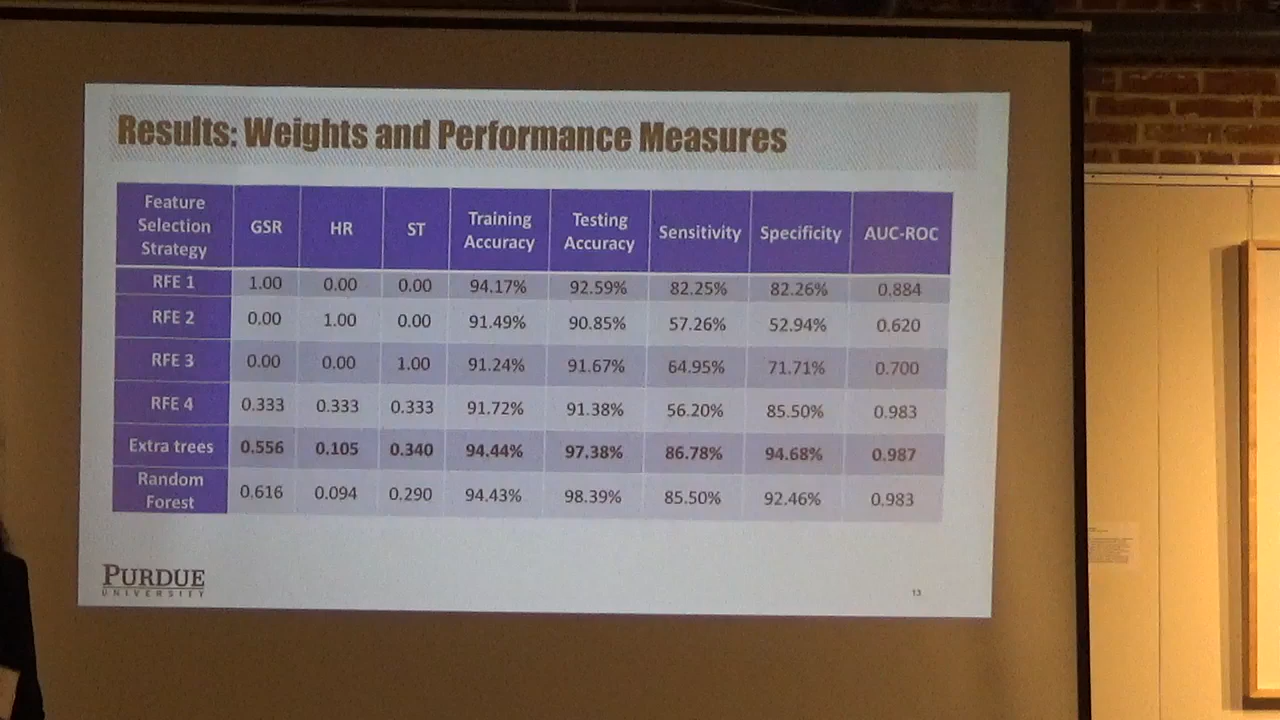 Results: Weights and Performance Measures
Feature Selection Strategy GSR HR ST Training Accuracy Testing Accuracy Sensitivity Specificity AUC-ROC
RFE 1 1.00 0.00 0.00 94.17% 92.59% 82.25% 82.26% 0.884
RFE 2 0.00 1.00 0.00 91.49% 90.85% 57.26% 52.94% 0.620
RFE 3 0.00 0.00 1.00 91.24% 91.67% 64.95% 71.71% 0.700
RFE 4 0.333 0.333 0.333 91.72% 91.38% 56.20% 85.50% 0.983
Extra trees 0.556 0.105 0.340 94.44% 97.38% 86.78% 94.68% 0.987
Random Forest 0.616 0.094 0.290 94.43% 98.39% 85.50% 92.46% 0.983
PURDUE
UNIVERSITY
13